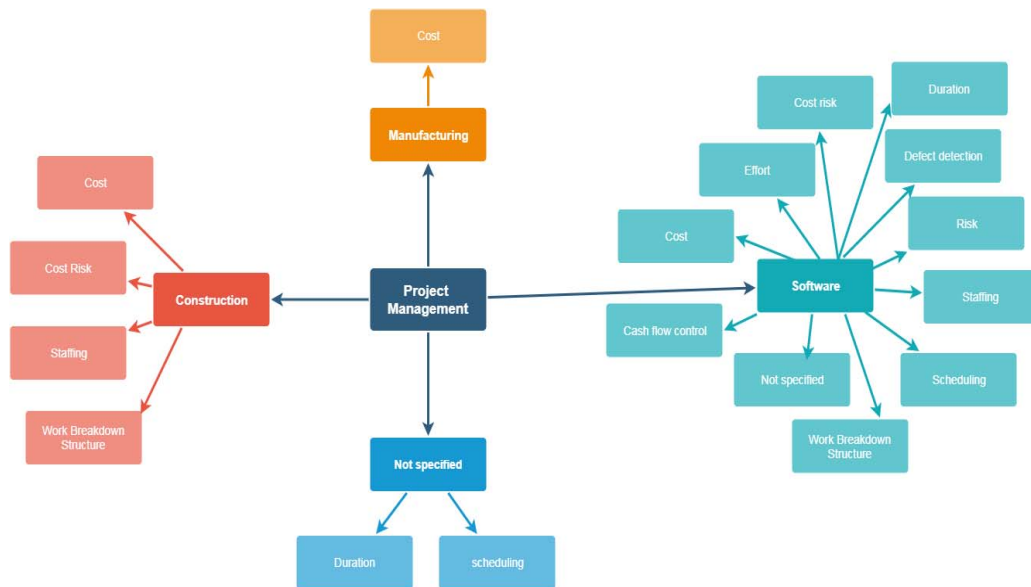 Cost
Manufacturing
Cost
Cost Risk
Staffing
Work Breakdown
Structure
Construction
Project
Management
Not specified
Duration
scheduling
Software
Cost risk
Duration
Effort
Defect detection
Cost
Risk
Cash flow control
Staffing
Not specified
Scheduling
Work Breakdown
Structure